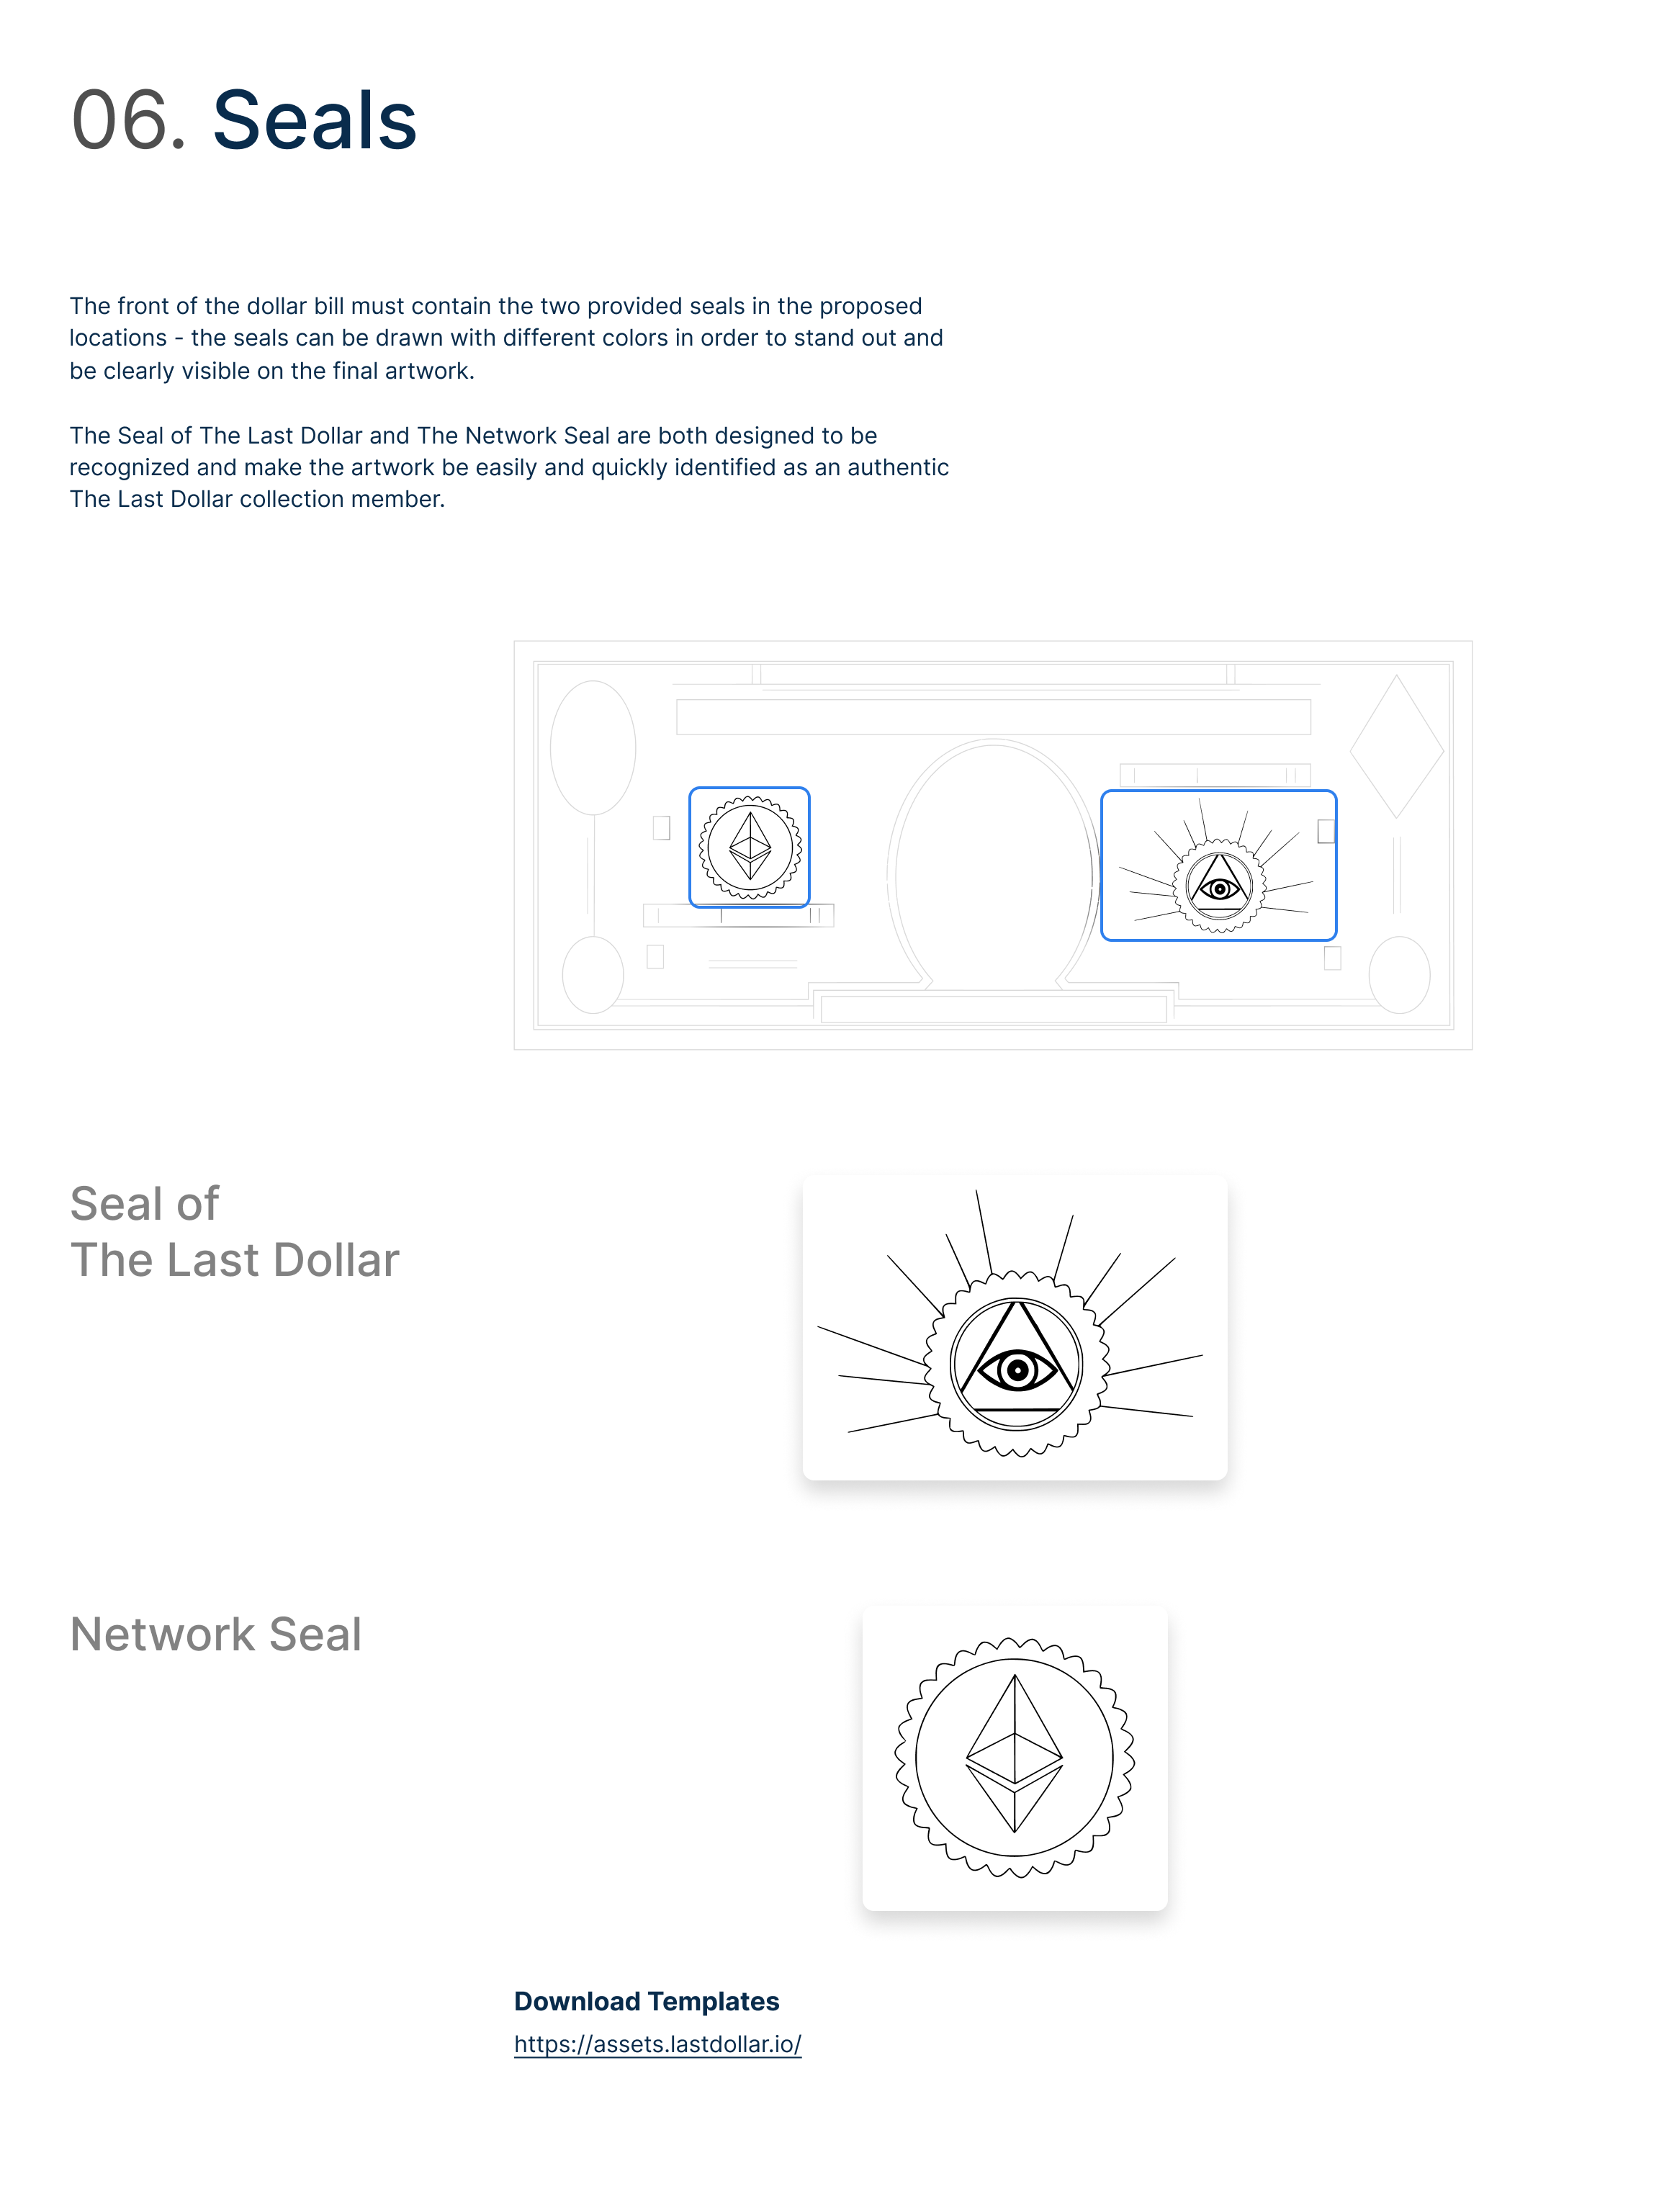 06. Seals
The front of the dollar bill must contain the two provided seals in the proposed
locations - the seals can be drawn with different colors in order to stand out and
be clearly visible on the final artwork.
The Seal of The Last Dollar and The Network Seal are both designed to be
recognized and make the artwork be easily and quickly identified as an authentic
The Last Dollar collection member.
Seal of
The Last Dollar
Network Seal
Download Templates
https://assets.lastdollar.io/